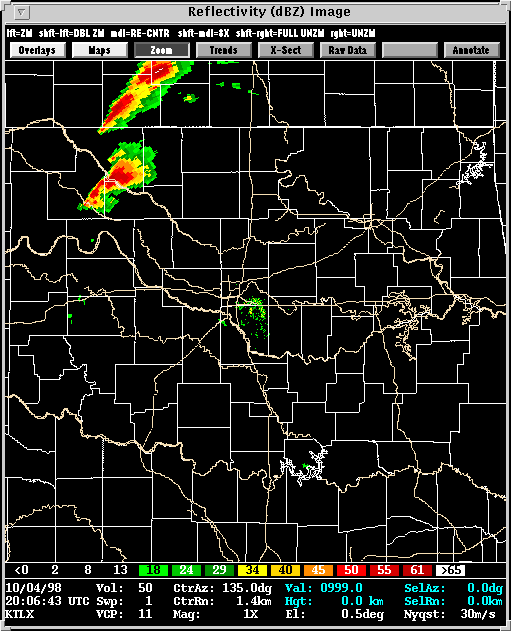 Reflectivity (dBZ) Image
lft=ZM shft-lft=DBL ZM mdl=RE-CNTR shft-mdl=8X shft-rght=FULL UNZM rght=UNZM
Overlays Maps Zoom Trends X-Sect Raw Data Annotate
<0 2 8 13 18 24 29 34 40 45 50 55 61 >65
10/04/98 Vol: 50 CtrAz: 135.0dg Val: 0999.0 SelAz: 0.0dg
20:06:43 UTC Swp: 1 CtrRn: 1.4km Hgt: 0.0 km SelRn: 0.0km
KTLX VCP: 11 Mag: 1X El: 0.5deg Nyqst: 30m/s